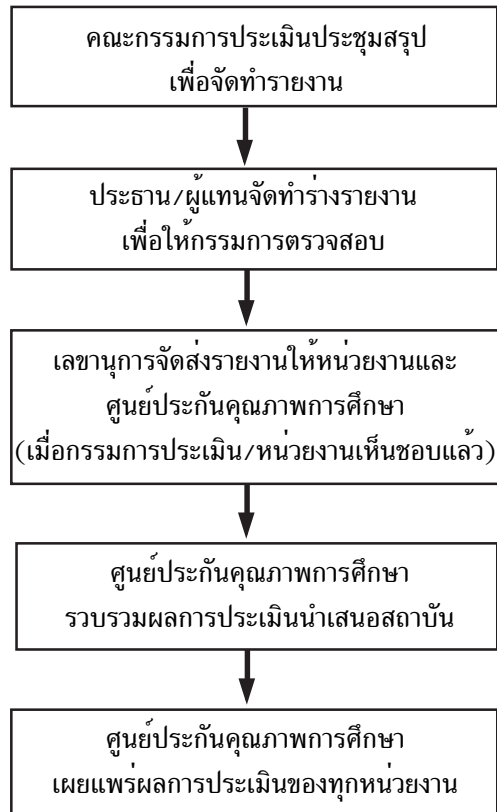 คณะกรรมการประเมินประชุมสรุป
เพื่อจัดทำรายงาน
ประธาน/ผู้แทนจัดทำร่างรายงาน
เพื่อให้กรรมการตรวจสอบ
เลขานุการจัดส่งรายงานให้หน่วยงานและ
ศูนย์ประกันคุณภาพการศึกษา
(เมื่อกรรมการประเมิน/หน่วยงานเห็นชอบแล้ว)
ศูนย์ประกันคุณภาพการศึกษา
รวบรวมผลการประเมินนำเสนอสถาบัน
ศูนย์ประกันคุณภาพการศึกษา
เผยแพร่ผลการประเมินของทุกหน่วยงาน